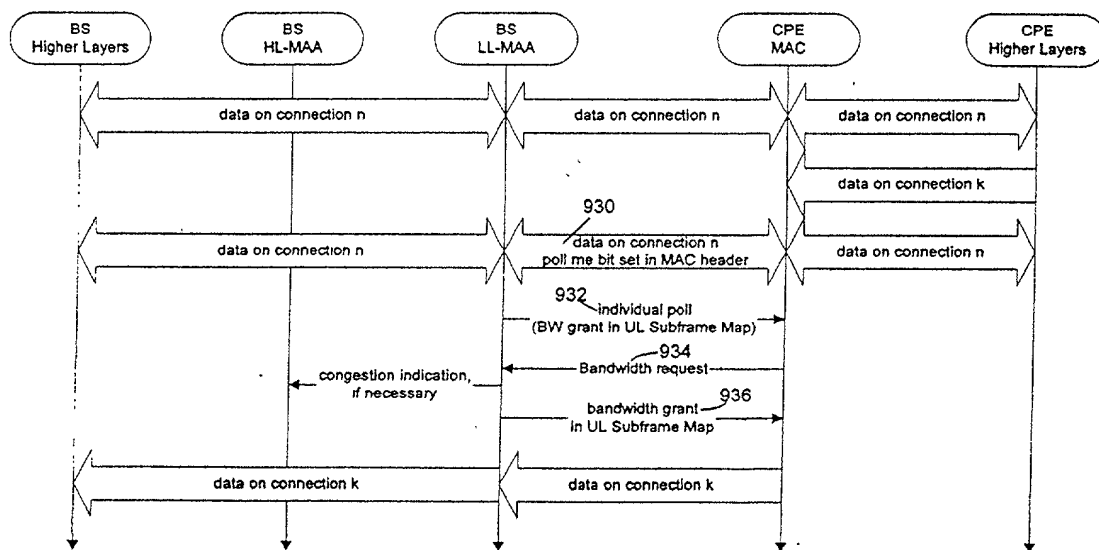 BS
Higher Layers
BS
HL-MAA
BS
LL-MAA
CPE
MAC
CPE
Higher Layers
data on connection n
data on connection n
data on connection n
data on connection k
930
data on connection n
data on connection n
poll me bit set in MAC header
data on connection n
932
individual poll
(BW grant in UL Subframe Map)
934
Bandwidth request
congestion indication,
if necessary
936
bandwidth grant
in UL Subframe Map
data on connection k
data on connection k